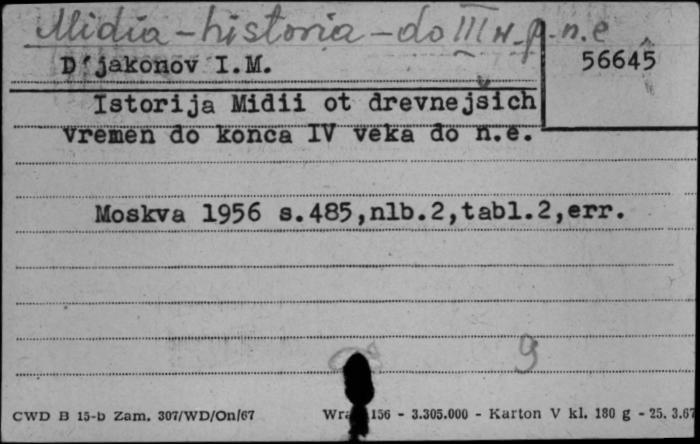 Midia - historia - do III w. p. n. e
D'jakonov I.M.
56645
Istorija Midii ot drevnejšich
vremen do konca IV veka do n.e.
Moskva 1956 s.485,nlb.2,tabl.2,err.
9
CWD B 15-b Zam. 307/WD/On/67
156 - 3.305.000 - Karton V kl. 180 g - 25. 3.67